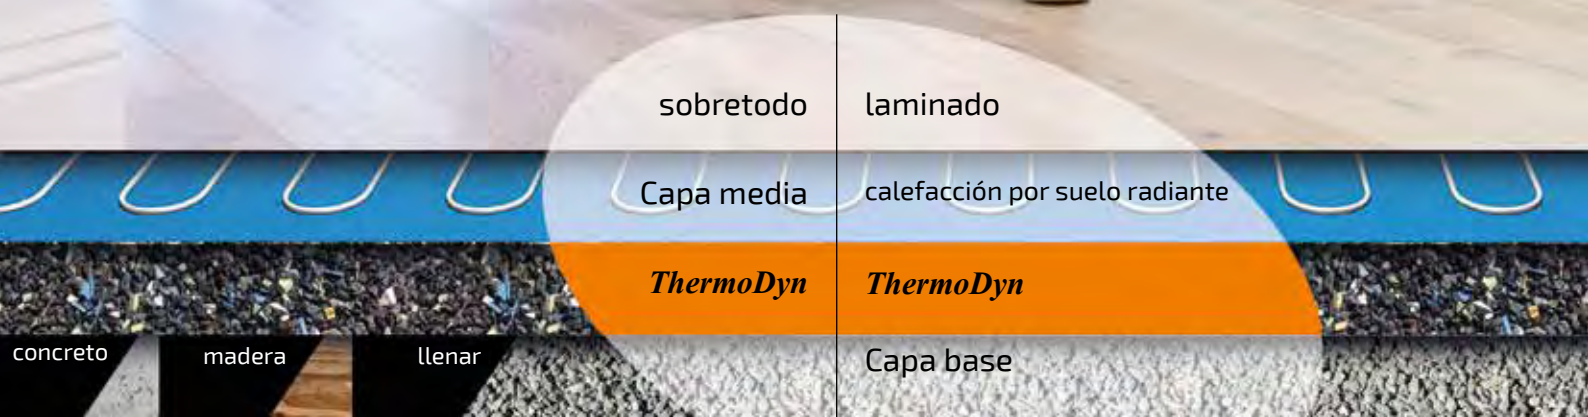 sobretodo
laminado
Capa media
calefacción por suelo radiante
ThermoDyn
ThermoDyn
concreto
madera
llenar
Capa base